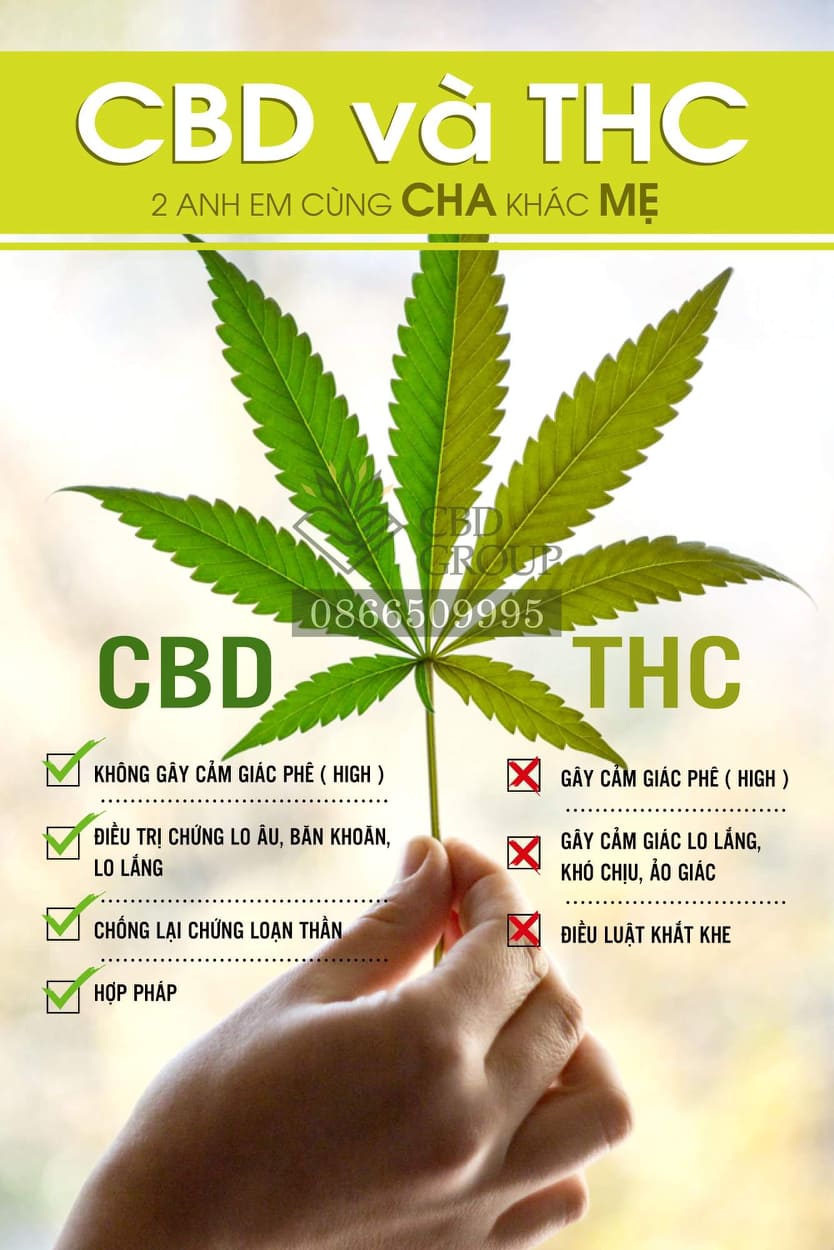 CBD và THC
2 ANH EM CÙNG CHA KHÁC MẸ
CBD
GROUP
0866509995
CBD
KHÔNG GÂY CẢM GIÁC PHÊ ( HIGH )
ĐIỀU TRỊ CHỨNG LO ÂU, BĂN KHOĂN,
LO LẮNG
CHỐNG LẠI CHỨNG LOẠN THẦN
HỢP PHÁP
THC
GÂY CẢM GIÁC PHÊ ( HIGH )
GÂY CẢM GIÁC LO LẮNG,
KHÓ CHỊU, ẢO GIÁC
ĐIỀU LUẬT KHẮT KHE